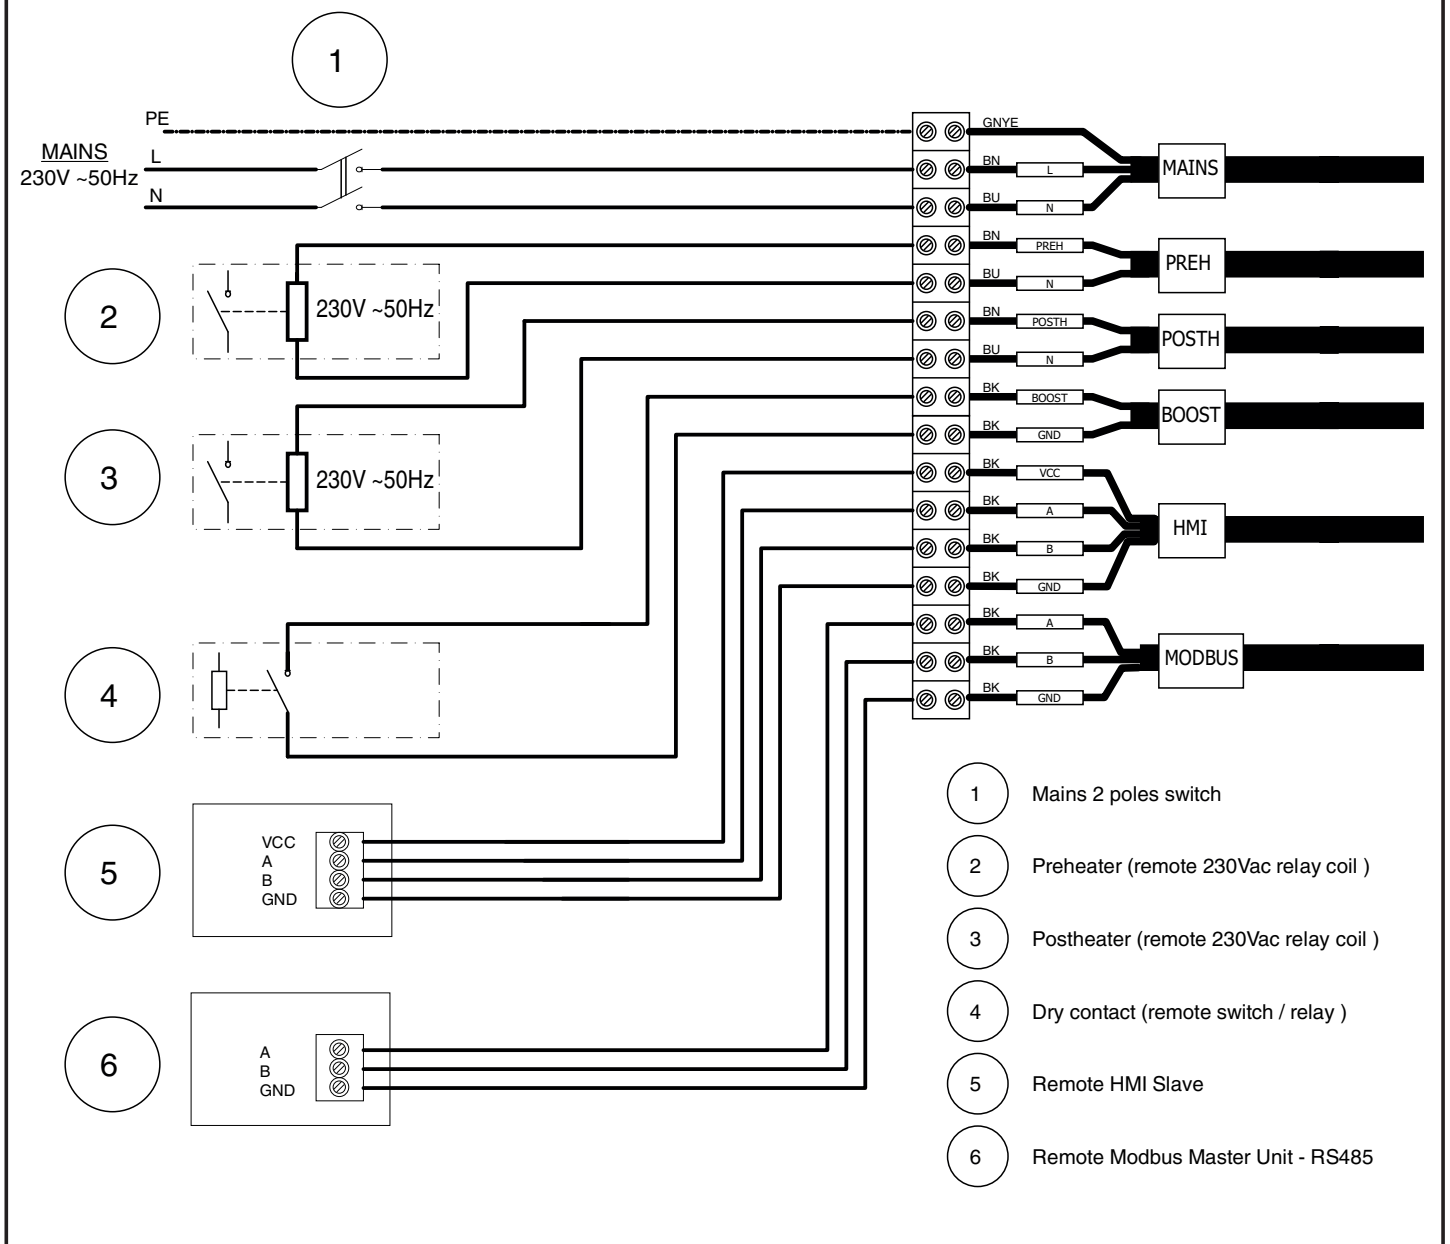 1
PE
MAINS
230V ~50Hz
L
N
GNYE
BN
L
BU
N
MAINS
BN
PREH
BU
N
PREH
2
230V ~50Hz
BN
POSTH
BU
N
POSTH
BK
BOOST
BK
GND
BOOST
3
230V ~50Hz
BK
VCC
BK
A
BK
B
BK
GND
HMI
BK
A
BK
B
BK
GND
MODBUS
4
5
VCC
A
B
GND
6
A
B
GND
1 Mains 2 poles switch
2 Preheater (remote 230Vac relay coil )
3 Postheater (remote 230Vac relay coil )
4 Dry contact (remote switch / relay )
5 Remote HMI Slave
6 Remote Modbus Master Unit - RS485